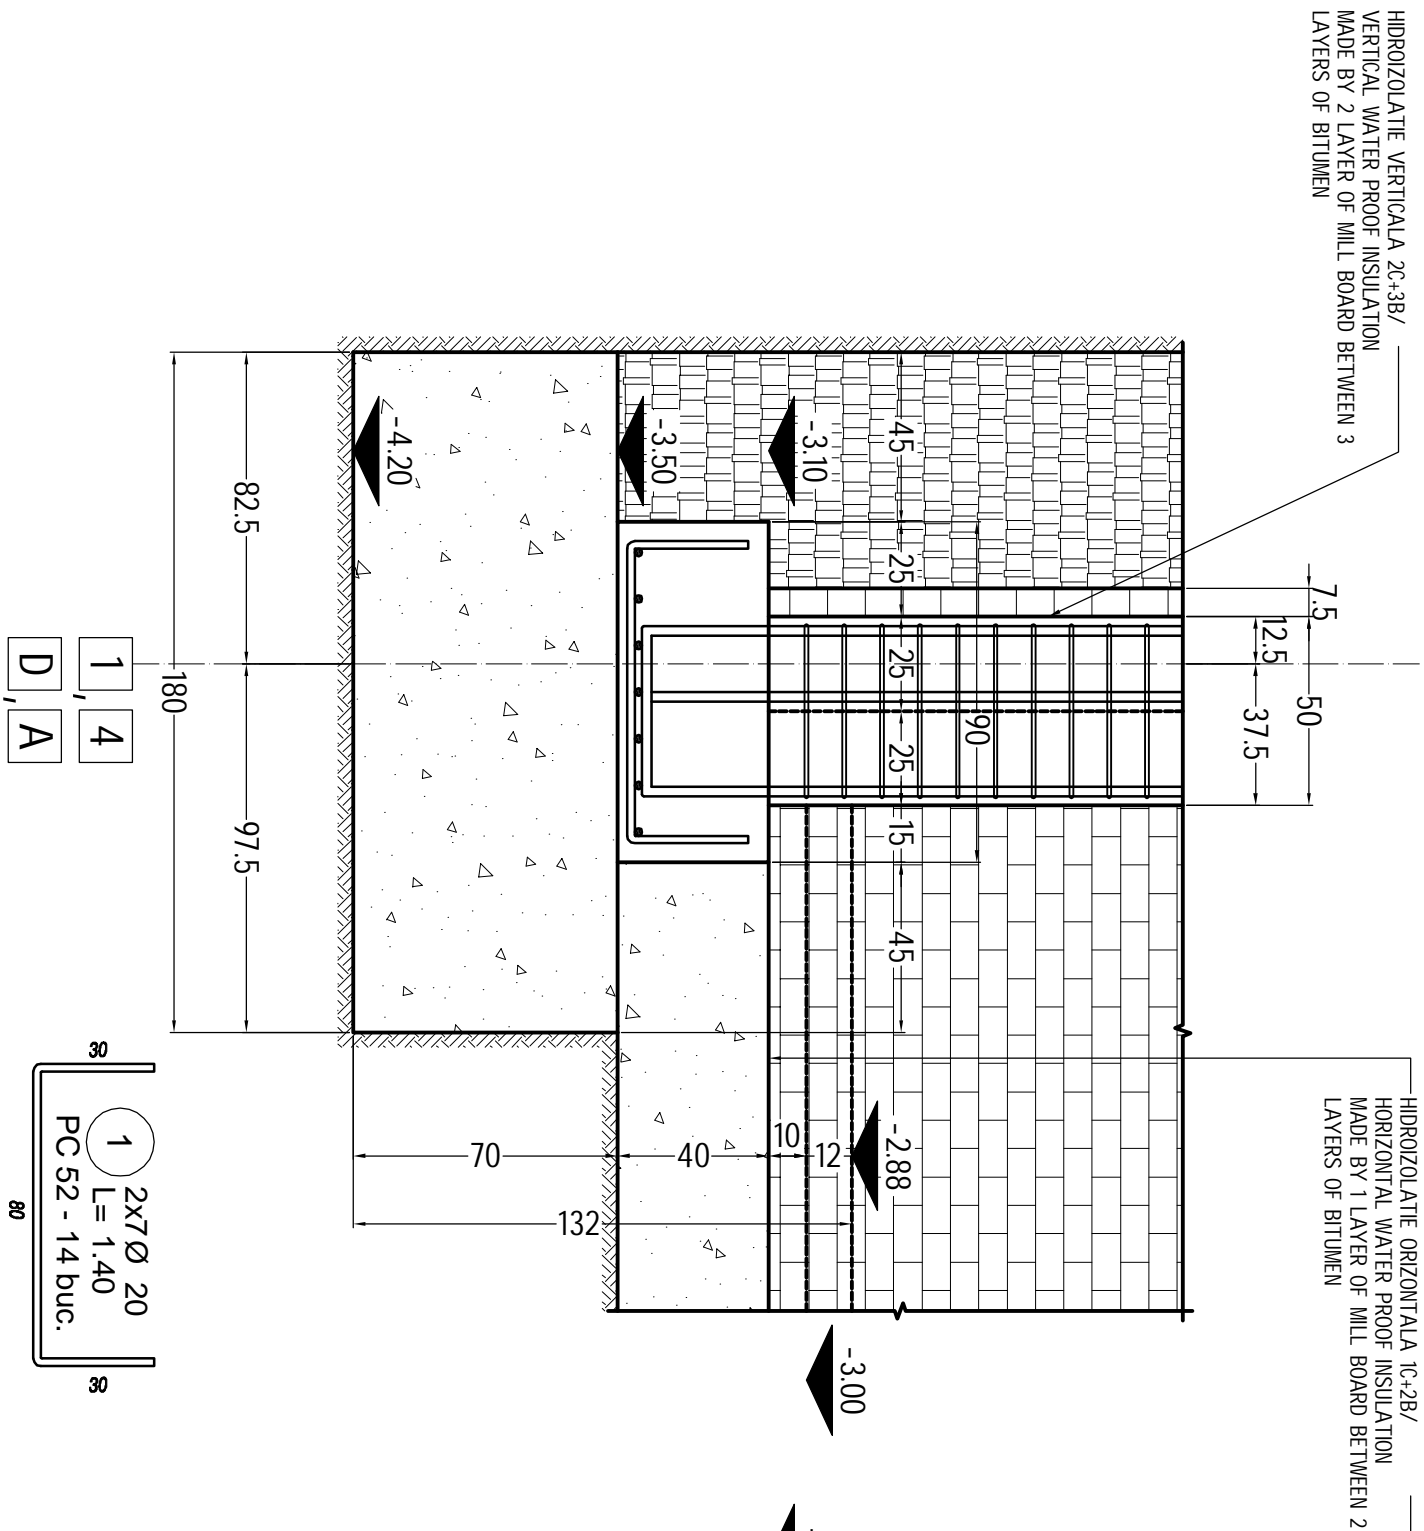 HIDROIZOLATIE VERTICALA 2C+3B/
VERTICAL WATER PROOF INSULATION
MADE BY 2 LAYER OF MILL BOARD BETWEEN 3
LAYERS OF BITUMEN
HIDROIZOLATIE ORIZONTALA 1C+2B/
HORIZONTAL WATER PROOF INSULATION
MADE BY 1 LAYER OF MILL BOARD BETWEEN 2
LAYERS OF BITUMEN
7.5
50
12.5
37.5
90
45
25
25
25
15
45
-2.88
-3.00
-3.10
-3.50
-4.20
12
10
40
70
132
82.5
97.5
180
1, 4
D, A
1
2x7Ø 20
L= 1.40
PC 52 - 14 buc.
30
80
30